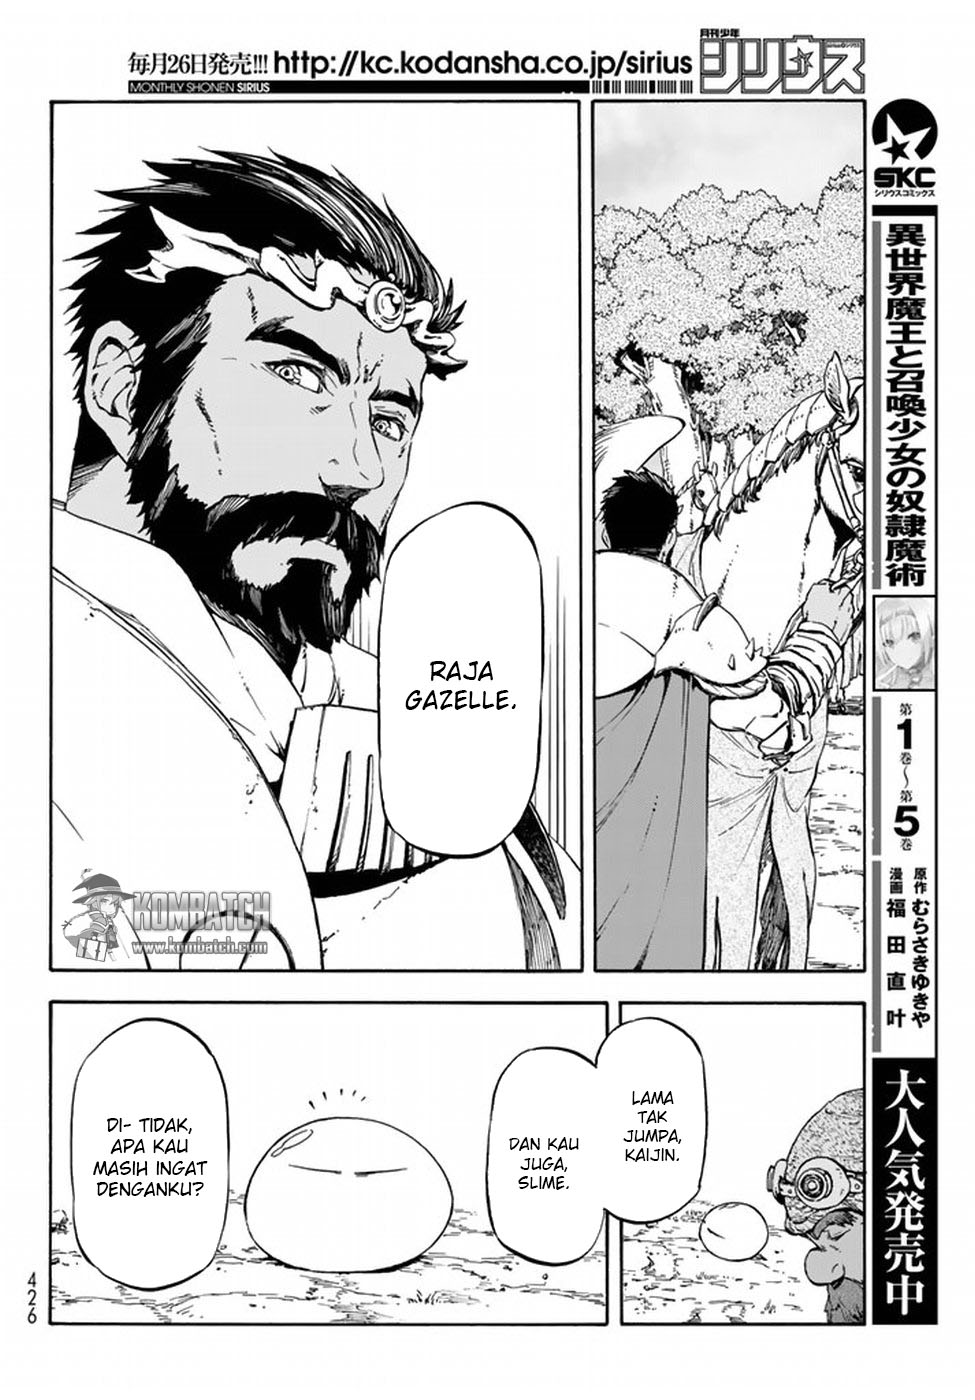 毎月26日発売!!! http://kc.kodansha.co.jp/sirius
MONTHLY SHONEN SIRIUS
月刊少年
シリウス
SKC
シリウスコミックス
異世界魔王と召喚少女の奴隷魔術
第1巻～第5巻
原作 むらさきゆきや
漫画 福田直叶
大人気発売中
RAJA
GAZELLE.
KOMBATCH
www.kombatch.com
LAMA
TAK
JUMPA,
KAIJIN.
DAN KAU
JUGA,
SLIME.
DI- TIDAK,
APA KAU
MASIH INGAT
DENGANKU?
426